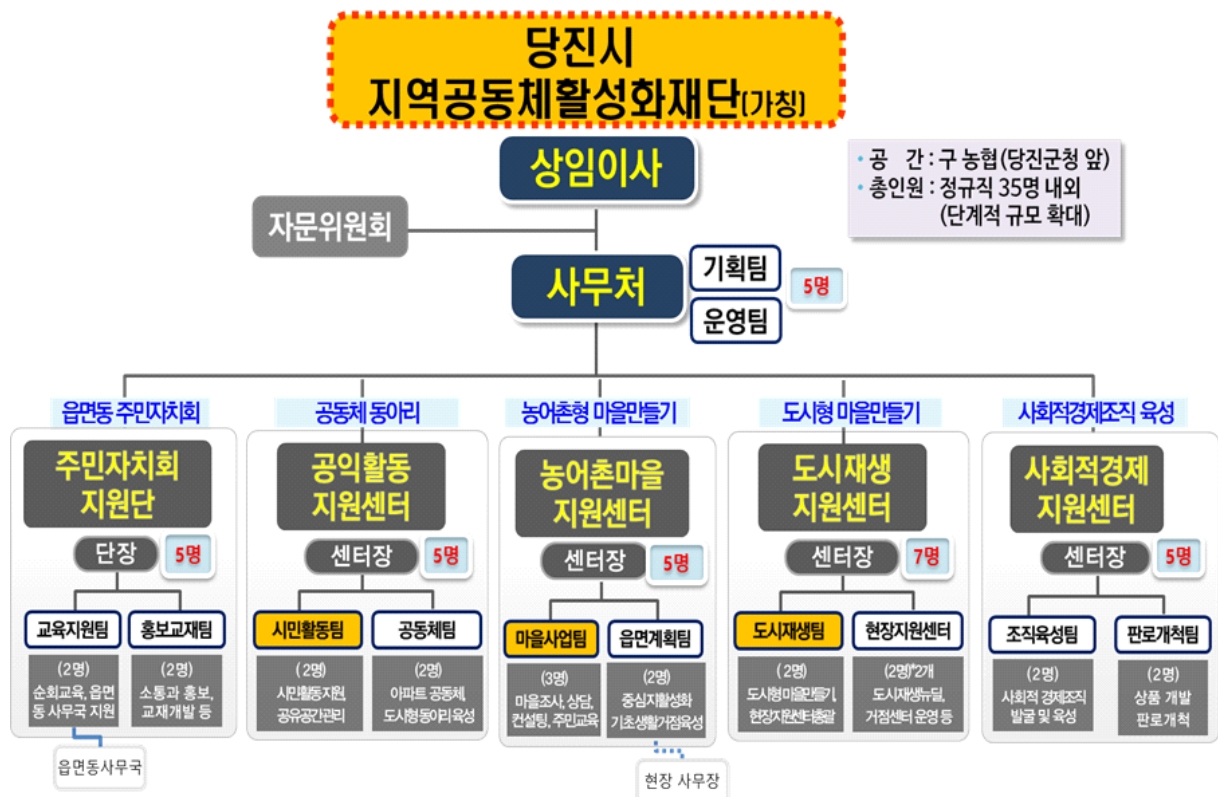 당진시
지역공동체활성화재단(가칭)
상임이사
• 공 간 : 구 농협(당진군청 앞)
• 총인원 : 정규직 35명 내외
(단계적 규모 확대)
자문위원회
사무처
기획팀
운영팀
5명
읍면동 주민자치회
주민자치회
지원단
단장
5명
교육지원팀
(2명)
순회교육, 읍면
동 사무국 지원
읍면동사무국
홍보교재팀
(2명)
소통과 홍보,
교재개발 등
공동체 동아리
공익활동
지원센터
센터장
5명
시민활동팀
(2명)
시민활동지원,
공유공간관리
공동체팀
(2명)
아파트 공동체,
도시형동아리육성
농어촌형 마을만들기
농어촌마을
지원센터
센터장
5명
마을사업팀
(3명)
마을조사, 상담,
컨설팅, 주민교육
읍면계획팀
(2명)
중심지활성화
기초생활거점육성
현장 사무장
도시형 마을만들기
도시재생
지원센터
센터장
7명
도시재생팀
(2명)
도시형마을만들기,
현장지원센터총괄
현장지원센터
(2명)*2개
도시재생뉴딜,
거점센터 운영 등
사회적경제조직 육성
사회적경제
지원센터
센터장
5명
조직육성팀
(2명)
사회적 경제조직
발굴 및 육성
판로개척팀
(2명)
상품 개발
판로개척